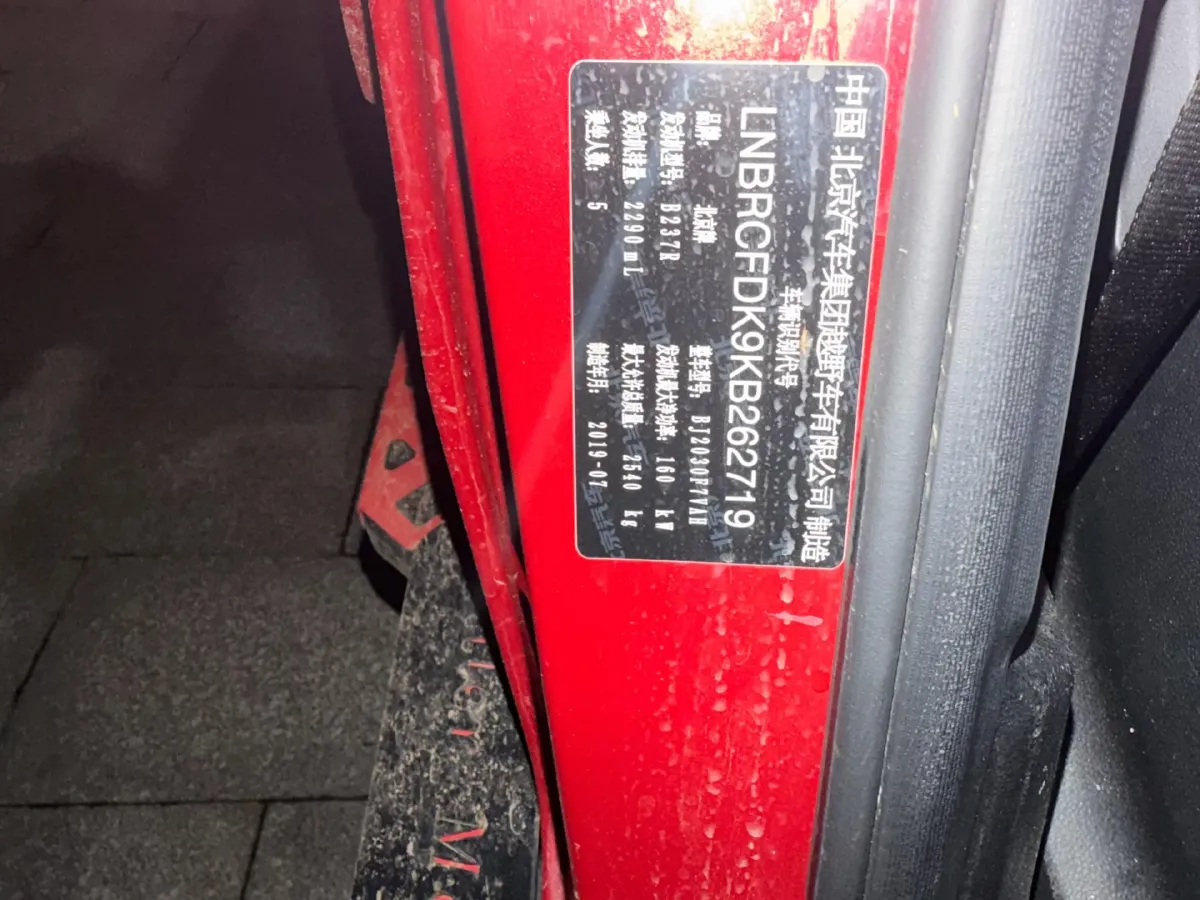 中国 北京汽车集团越野车有限公司 制造
车辆识别代号
LNBRCFDK9KB262719
品牌: 北京牌 整车型号: BJ2030F7VAH
发动机型号: B237R 发动机最大净功率: 160 kW
发动机排量: 2290mL 最大允许总质量: 2540 kg
乘坐人数: 5 制造年月: 2019-07